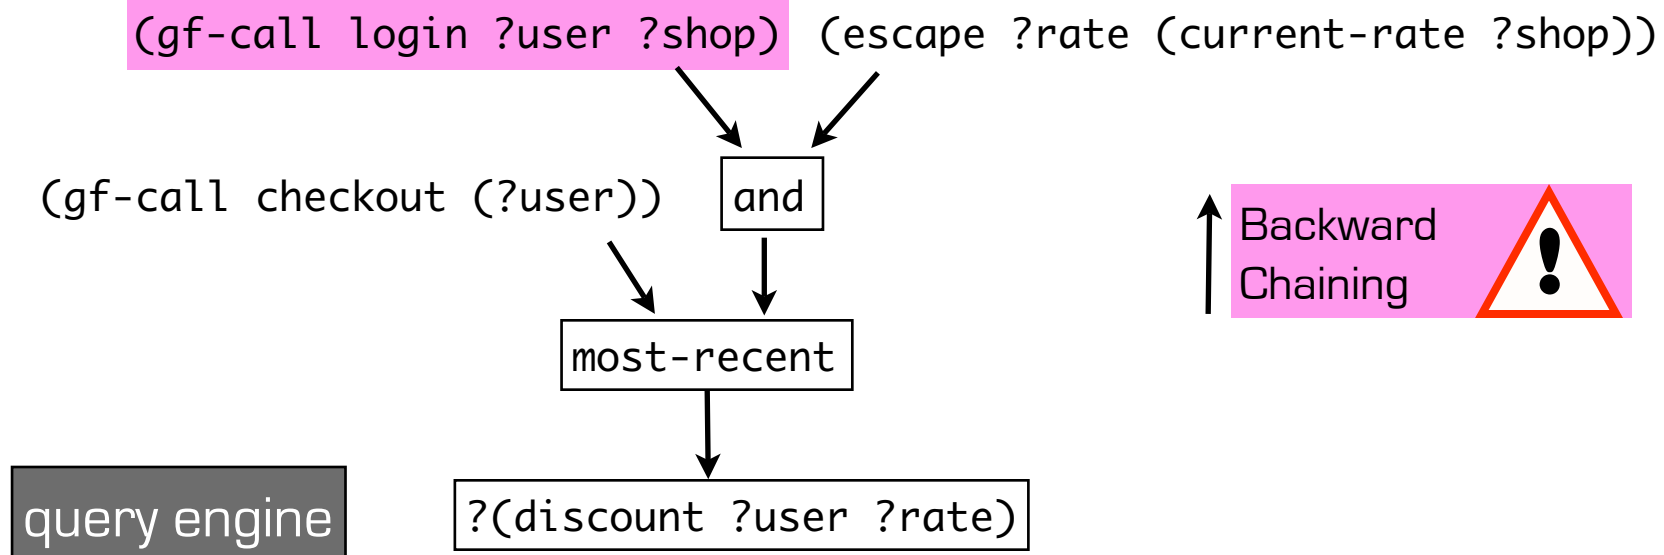 (gf-call login ?user ?shop) (escape ?rate (current-rate ?shop))
(gf-call checkout (?user))
and
Backward
Chaining
!
most-recent
query engine
?(discount ?user ?rate)